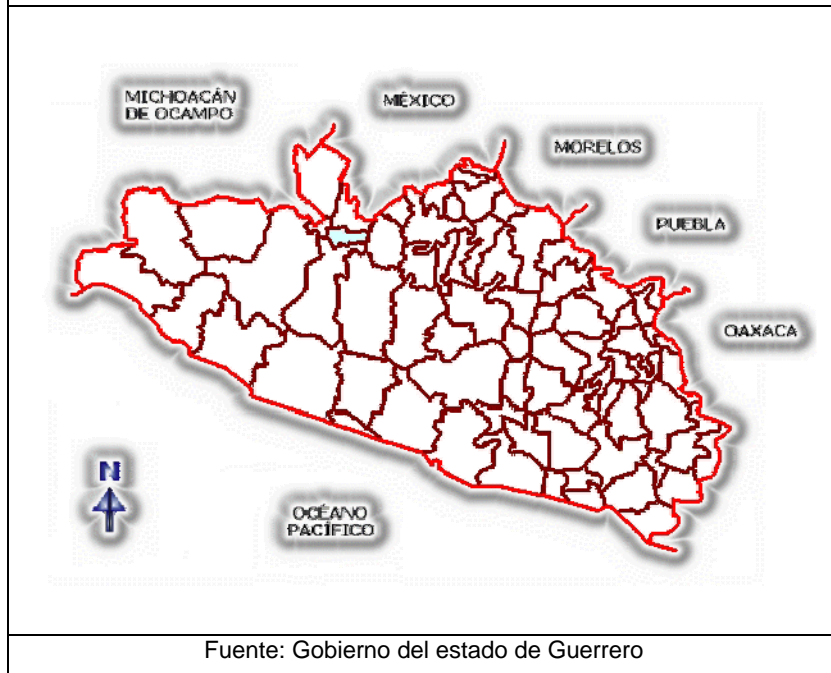 MICHOACÁN
DE OCAMPO
MÉXICO
MORELOS
PUEBLA
OAXACA
N
OCÉANO
PACÍFICO
Fuente: Gobierno del estado de Guerrero